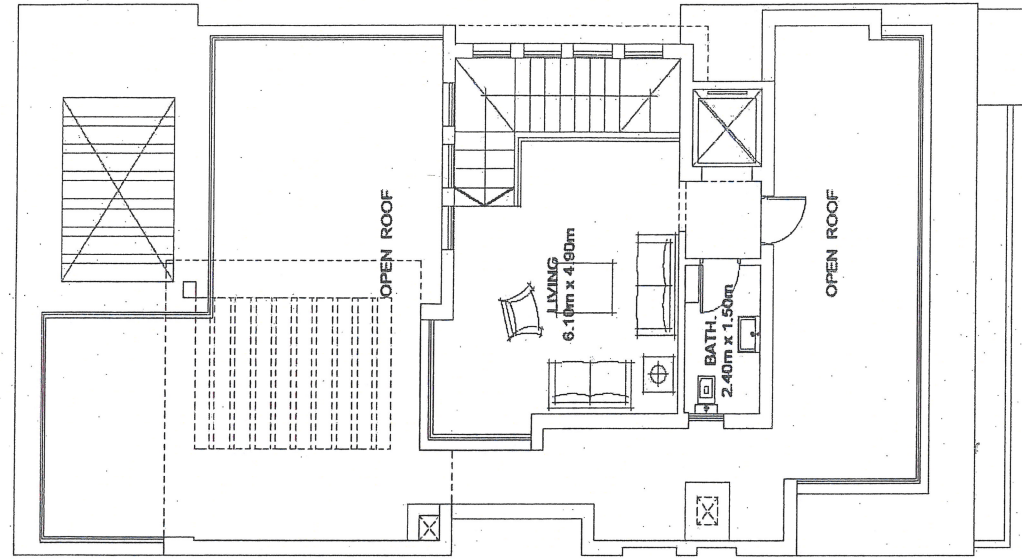 OPEN ROOF
LIVING
6.10m x 4.90m
BATH.
2.40m x 1.50m
OPEN ROOF